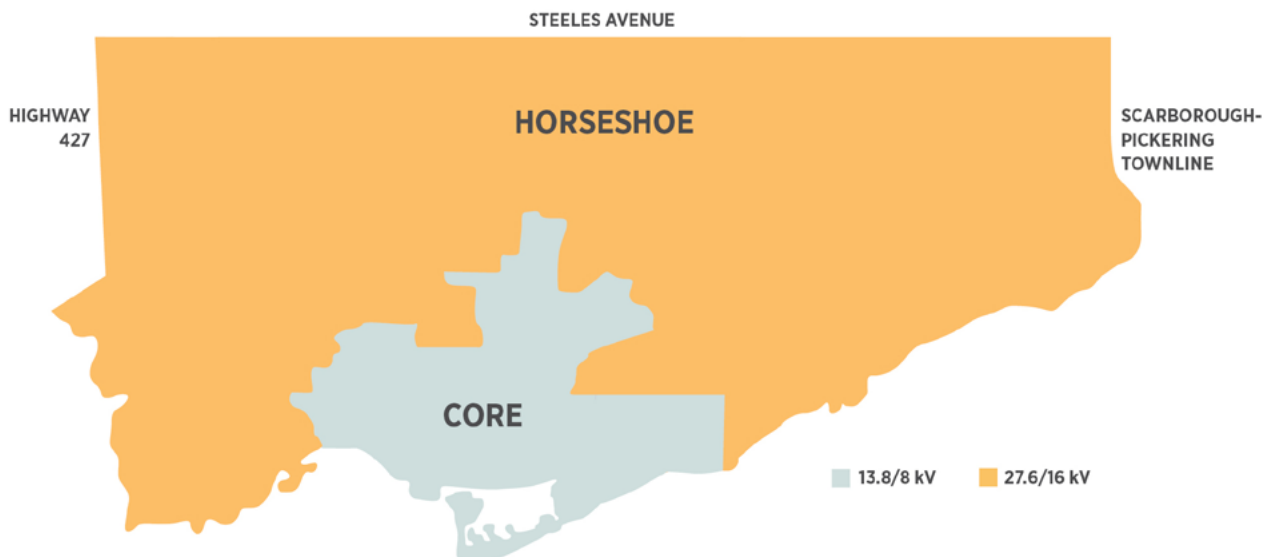 STEELES AVENUE
HIGHWAY
427
HORSESHOE
SCARBOROUGH-
PICKERING
TOWNLINE
CORE
13.8/8 kV
27.6/16 kV